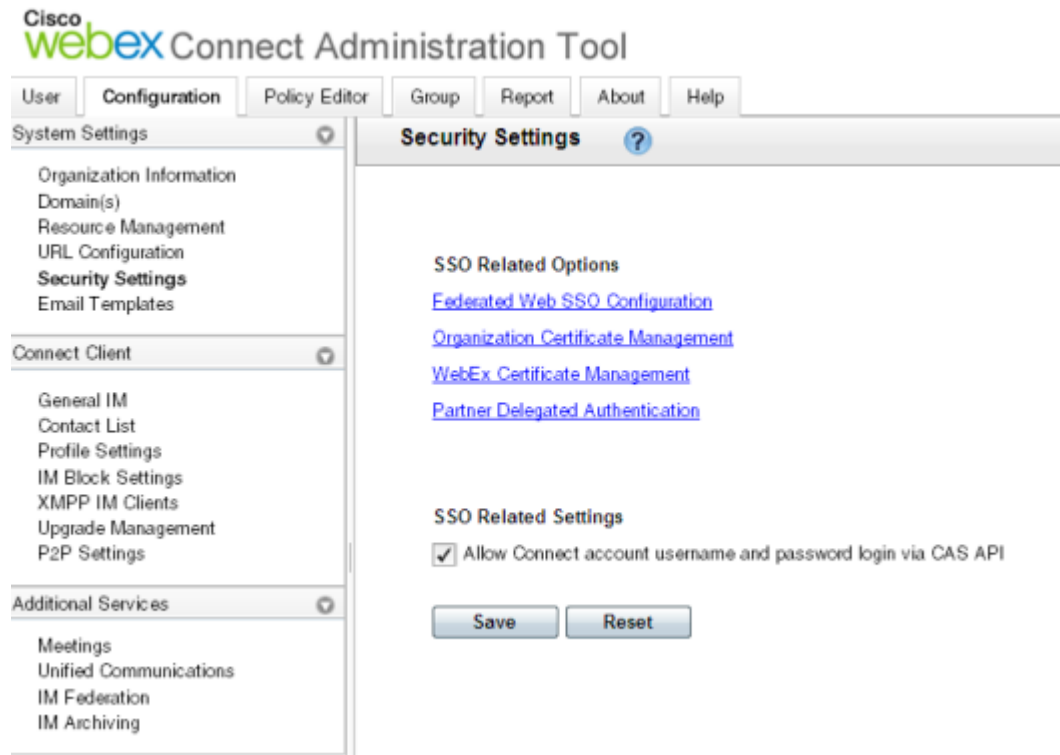 Cisco
webex Connect Administration Tool
User Configuration Policy Editor Group Report About Help
System Settings
Organization Information
Domain(s)
Resource Management
URL Configuration
Security Settings
Email Templates
Connect Client
General IM
Contact List
Profile Settings
IM Block Settings
XMPP IM Clients
Upgrade Management
P2P Settings
Additional Services
Meetings
Unified Communications
IM Federation
IM Archiving
Security Settings ?
SSO Related Options
Federated Web SSO Configuration
Organization Certificate Management
WebEx Certificate Management
Partner Delegated Authentication
SSO Related Settings
Allow Connect account username and password login via CAS API
Save Reset